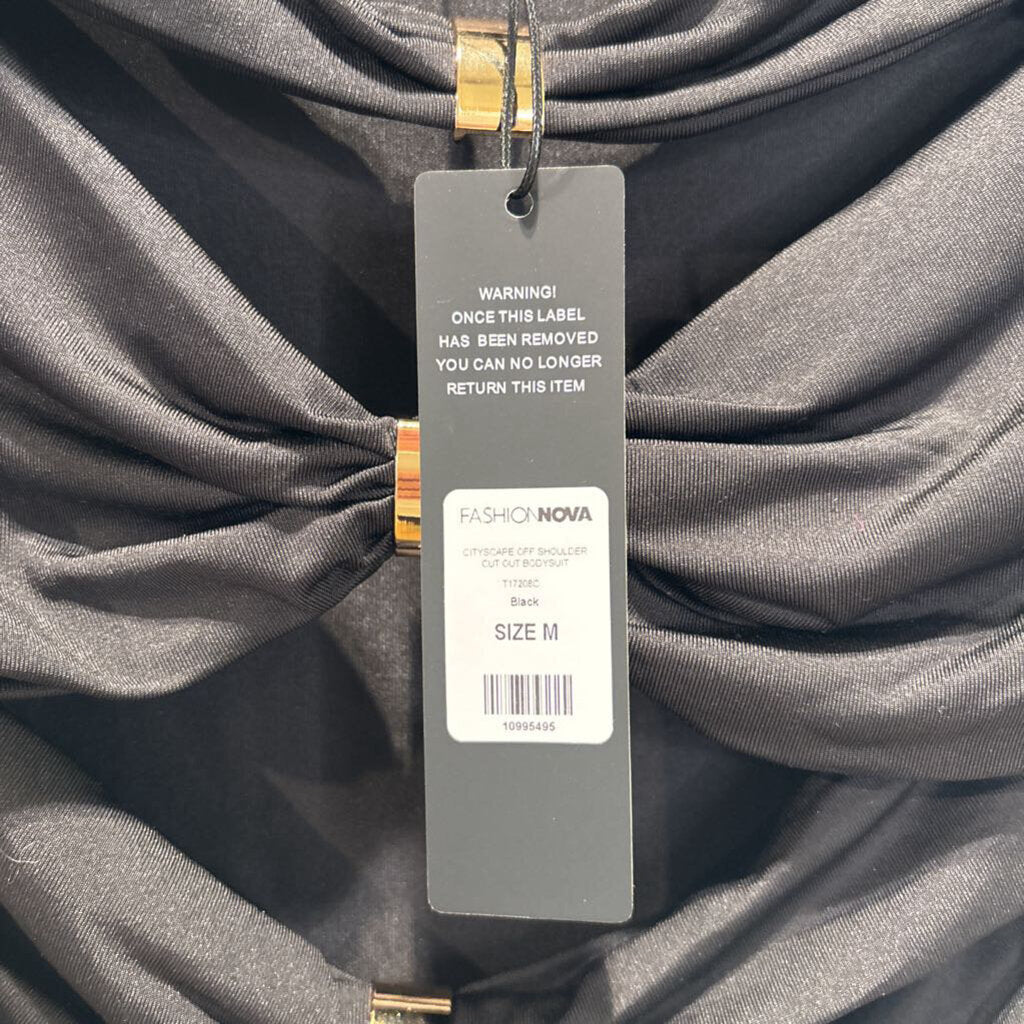 WARNING!
ONCE THIS LABEL
HAS BEEN REMOVED
YOU CAN NO LONGER
RETURN THIS ITEM
FASHIONNOVA
CITYSCAPE OFF SHOULDER
CUT OUT BODYSUIT
T17208C
Black
SIZE M
10995495